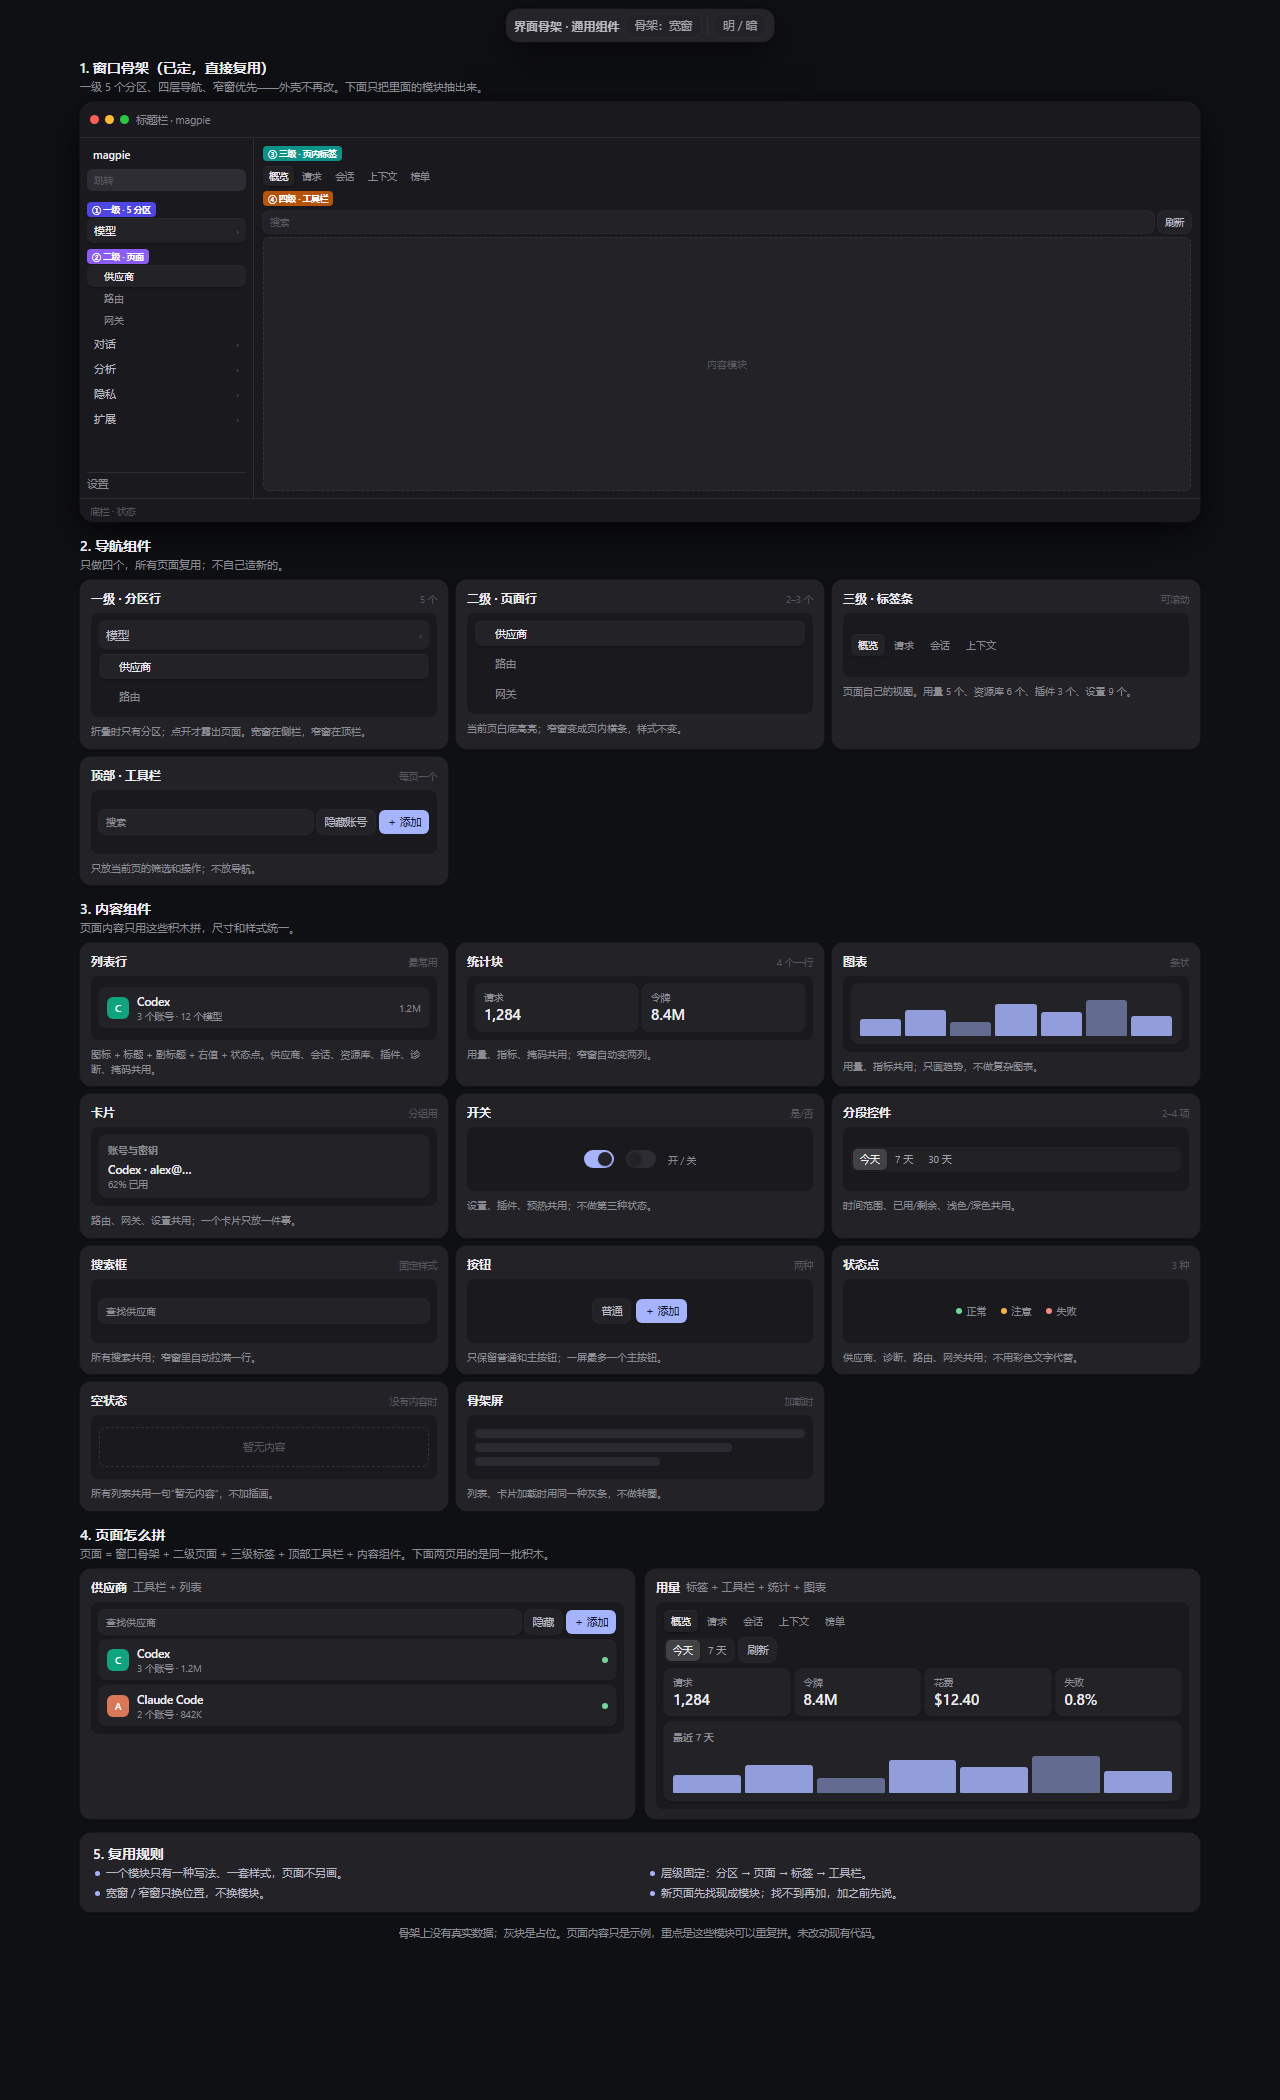 界面骨架 · 通用组件 骨架：宽窗 明 / 暗
1. 窗口骨架（已定，直接复用）
一级 5 个分区、四层导航、窄窗优先——外壳不再改。下面只把里面的模块抽出来。
标题栏 · magpie
magpie
跳转
① 一级 · 5 分区
模型 ›
② 二级 · 页面
供应商
路由
网关
对话 ›
分析 ›
隐私 ›
扩展 ›
设置
③ 三级 · 页内标签
概览 请求 会话 上下文 榜单
④ 四级 · 工具栏
搜索 刷新
内容模块
底栏 · 状态
2. 导航组件
只做四个，所有页面复用；不自己造新的。
一级 · 分区行 5 个
模型 ›
供应商
路由
折叠时只有分区；点开才露出页面。宽窗在侧栏，窄窗在顶栏。
二级 · 页面行 2–3 个
供应商
路由
网关
当前页白底高亮；窄窗变成页内横条，样式不变。
三级 · 标签条 可滚动
概览 请求 会话 上下文
页面自己的视图。用量 5 个、资源库 6 个、插件 3 个、设置 9 个。
顶部 · 工具栏 每页一个
搜索 隐藏账号 + 添加
只放当前页的筛选和操作；不放导航。
3. 内容组件
页面内容只用这些积木拼，尺寸和样式统一。
列表行 最常用
C Codex 1.2M
3 个账号 · 12 个模型
图标 + 标题 + 副标题 + 右值 + 状态点。供应商、会话、资源库、插件、诊
断、掩码共用。
统计块 4 个一行
请求 令牌
1,284 8.4M
用量、指标、掩码共用；窄窗自动变两列。
图表 条状
用量、指标共用；只画趋势，不做复杂图表。
卡片 分组用
账号与密钥
Codex · alex@...
62% 已用
路由、网关、设置共用；一个卡片只放一件事。
开关 是/否
开 / 关
设置、插件、预热共用；不做第三种状态。
分段控件 2–4 项
今天 7 天 30 天
时间范围、已用/剩余、浅色/深色共用。
搜索框 固定样式
查找供应商
所有搜索共用；窄窗里自动拉满一行。
按钮 两种
普通 + 添加
只保留普通和主按钮；一屏最多一个主按钮。
状态点 3 种
正常 注意 失败
供应商、诊断、路由、网关共用；不用彩色文字代替。
空状态 没有内容时
暂无内容
所有列表共用一句"暂无内容"，不加插画。
骨架屏 加载时
列表、卡片加载时用同一种灰条，不做转圈。
4. 页面怎么拼
页面 = 窗口骨架 + 二级页面 + 三级标签 + 顶部工具栏 + 内容组件。下面两页用的是同一批积木。
供应商 工具栏 + 列表
查找供应商 隐藏 + 添加
C Codex
3 个账号 · 1.2M
A Claude Code
2 个账号 · 842K
用量 标签 + 工具栏 + 统计 + 图表
概览 请求 会话 上下文 榜单
今天 7 天 刷新
请求 令牌 花费 失败
1,284 8.4M $12.40 0.8%
最近 7 天
5. 复用规则
一个模块只有一种写法、一套样式，页面不另画。
层级固定：分区 → 页面 → 标签 → 工具栏。
宽窗 / 窄窗只换位置，不换模块。
新页面先找现成模块；找不到再加，加之前先说。
骨架上没有真实数据；灰块是占位。页面内容只是示例，重点是这些模块可以重复拼。未改动现有代码。